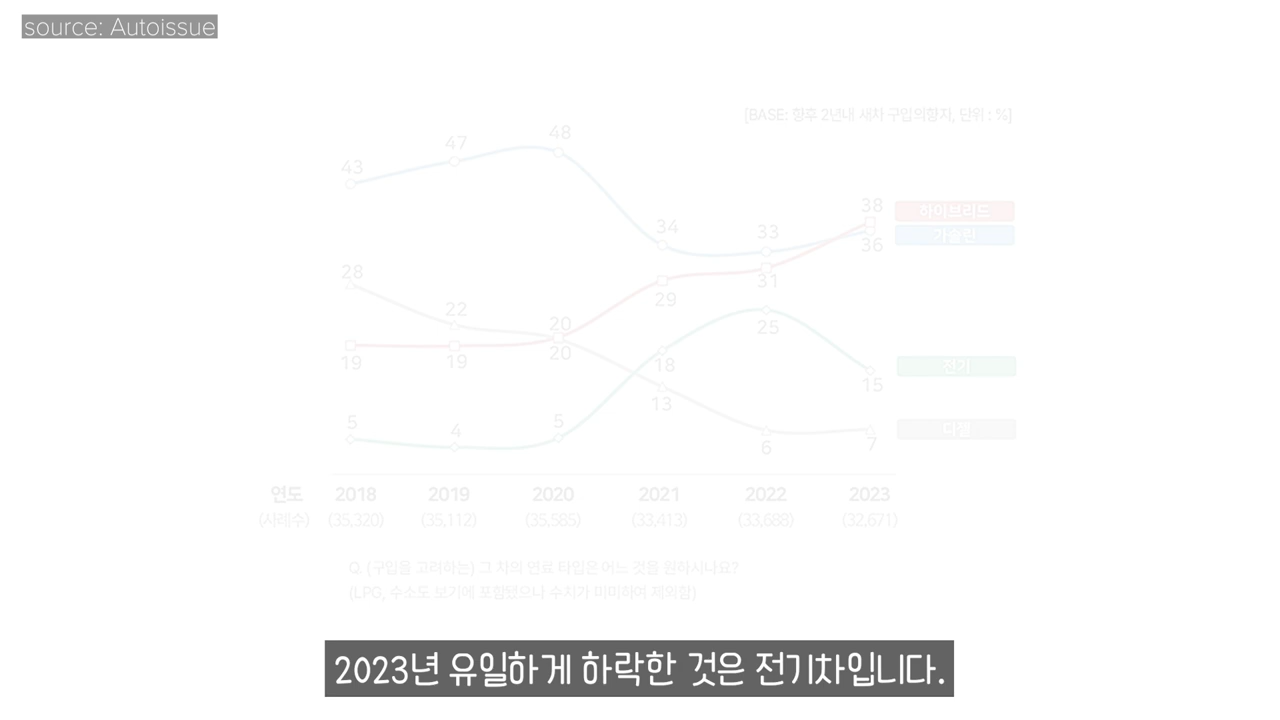 source: Autoissue
[BASE: 향후 2년내 새차 구입의향자, 단위 : %]
48
47
43
38
하이브리드
34
33
가솔린
36
28
31
29
22
20
25
20
19
19
18
전기
15
13
5
5
4
디젤
6
7
연도 2018 2019 2020 2021 2022 2023
(사례수) (35,320) (35,112) (35,585) (33,413) (33,688) (32,671)
Q. (구입을 고려하는) 그 차의 연료 타입은 어느 것을 원하시나요?
(LPG, 수소도 보기에 포함됐으나 수치가 미미하여 제외함)
2023년 유일하게 하락한 것은 전기차입니다.